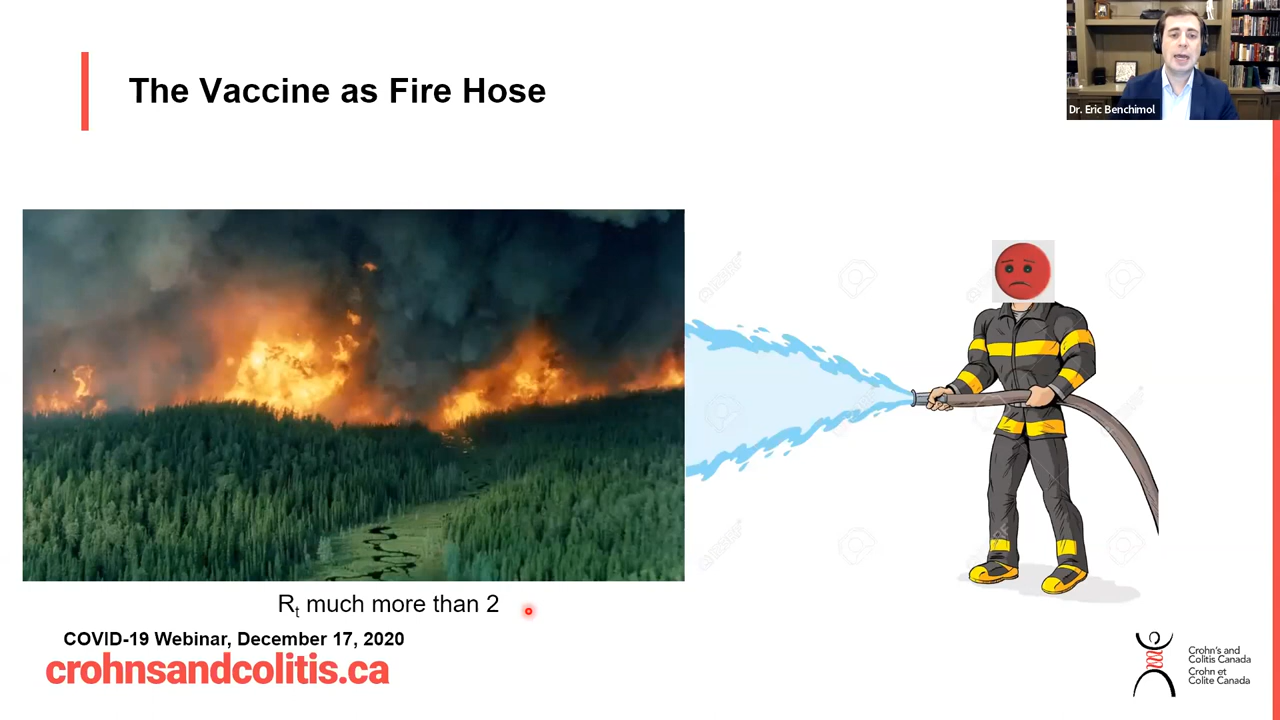 The Vaccine as Fire Hose
Dr. Eric Benchimol
Rt much more than 2
COVID-19 Webinar, December 17, 2020
crohnsandcolitis.ca
Crohn's and
Colitis Canada
Crohn et
Colite Canada